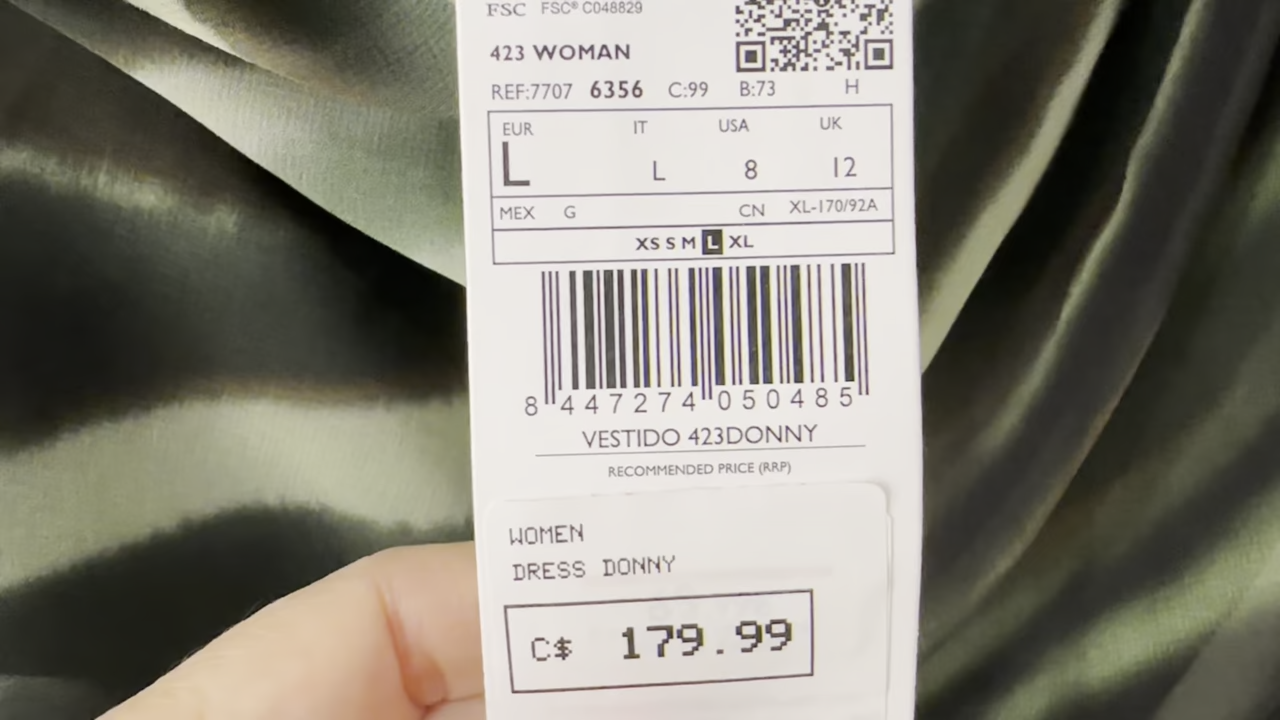 FSC FSC® C048829
423 WOMAN
REF:7707 6356 C:99 B:73 H
EUR IT USA UK
L L 8 12
MEX G CN XL-170/92A
XS S M L XL
8 447274 050485
VESTIDO 423DONNY
RECOMMENDED PRICE (RRP)
WOMEN
DRESS DONNY
C$ 179.99